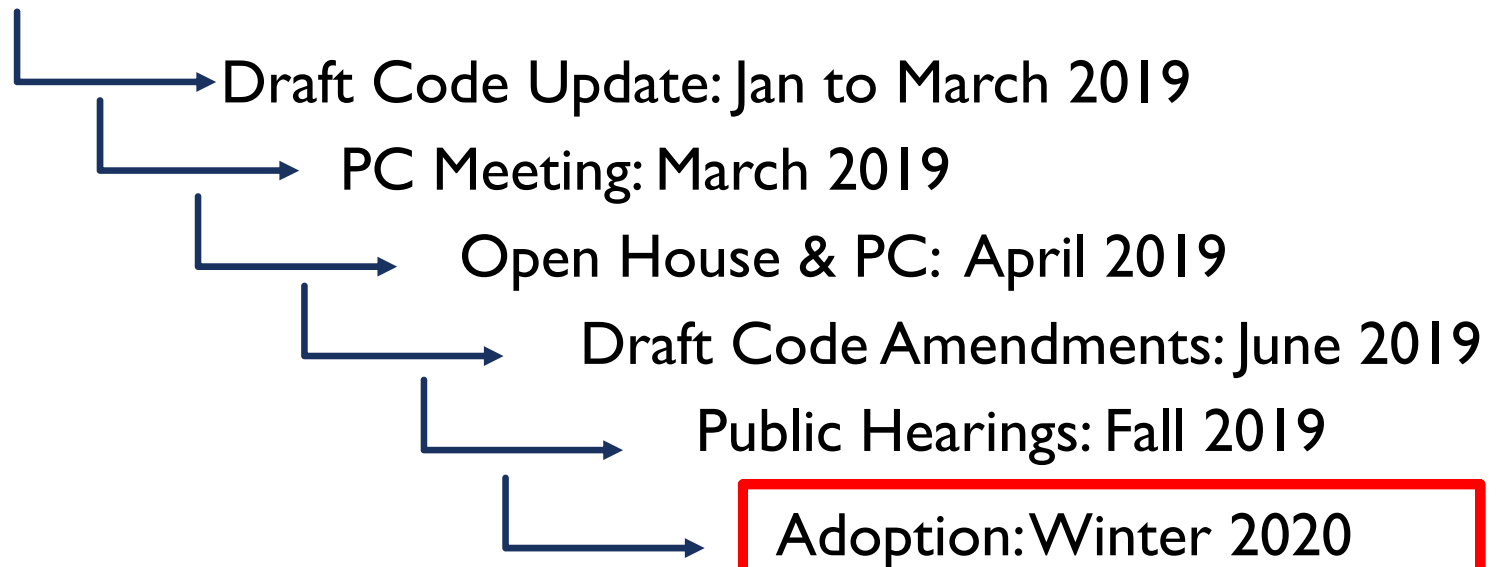 Draft Code Update: Jan to March 2019
PC Meeting: March 2019
Open House & PC: April 2019
Draft Code Amendments: June 2019
Public Hearings: Fall 2019
Adoption: Winter 2020